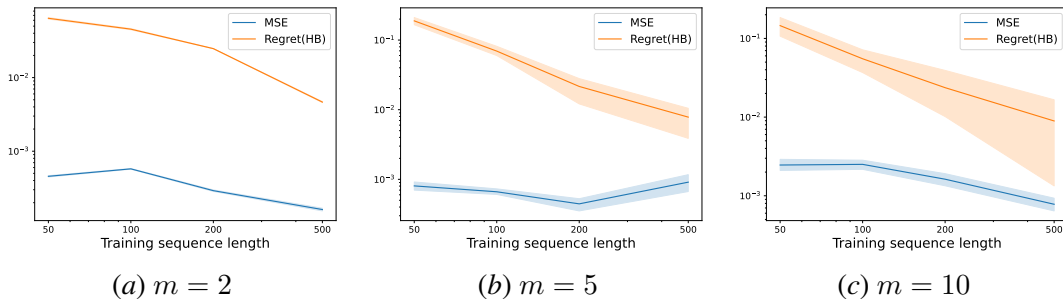 MSE
Regret(HB)
10⁻²
10⁻³
50 100 200 500
Training sequence length
(a) m = 2
MSE
Regret(HB)
10⁻¹
10⁻²
10⁻³
50 100 200 500
Training sequence length
(b) m = 5
MSE
Regret(HB)
10⁻¹
10⁻²
10⁻³
50 100 200 500
Training sequence length
(c) m = 10